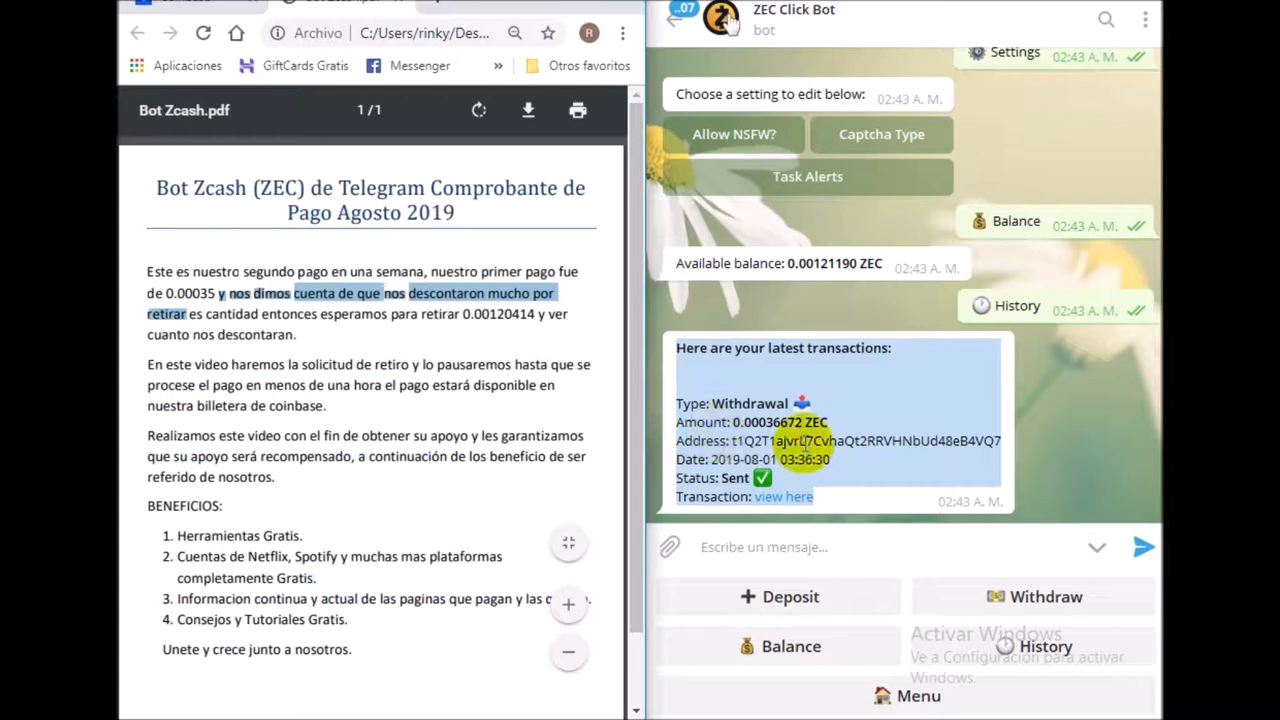 Archivo
C:/Users/rinky/Des...
R
Aplicaciones
GiftCards Gratis
Messenger
»
Otros favoritos
Bot Zcash.pdf
1/1
Bot Zcash (ZEC) de Telegram Comprobante de
Pago Agosto 2019
Este es nuestro segundo pago en una semana, nuestro primer pago fue
de 0.00035 y nos dimos cuenta de que nos descontaron mucho por
retirar es cantidad entonces esperamos para retirar 0.00120414 y ver
cuanto nos descontaran.
En este video haremos la solicitud de retiro y lo pausaremos hasta que se
procese el pago en menos de una hora el pago estará disponible en
nuestra billetera de coinbase.
Realizamos este video con el fin de obtener su apoyo y les garantizamos
que su apoyo será recompensado, a continuación de los beneficio de ser
referido de nosotros.
BENEFICIOS:
1. Herramientas Gratis.
2. Cuentas de Netflix, Spotify y muchas mas plataformas
completamente Gratis.
3. Informacion continua y actual de las paginas que pagan y las
4. Consejos y Tutoriales Gratis.
Unete y crece junto a nosotros.
..07
ZEC Click Bot
bot
Settings
02:43 A. M.
Choose a setting to edit below:
02:43 A. M.
Allow NSFW?
Captcha Type
Task Alerts
Balance
02:43 A. M.
Available balance: 0.00121190 ZEC
02:43 A. M.
History
02:43 A. M.
Here are your latest transactions:
Type: Withdrawal
Amount: 0.00036672 ZEC
Address:
Date: 2019-08-01 03:36:30
Status: Sent
Transaction: view here
02:43 A. M.
Escribe un mensaje...
+ Deposit
Withdraw
Balance
History
Menu
Activar Windows
Ve a Configuración para activar
Windows.